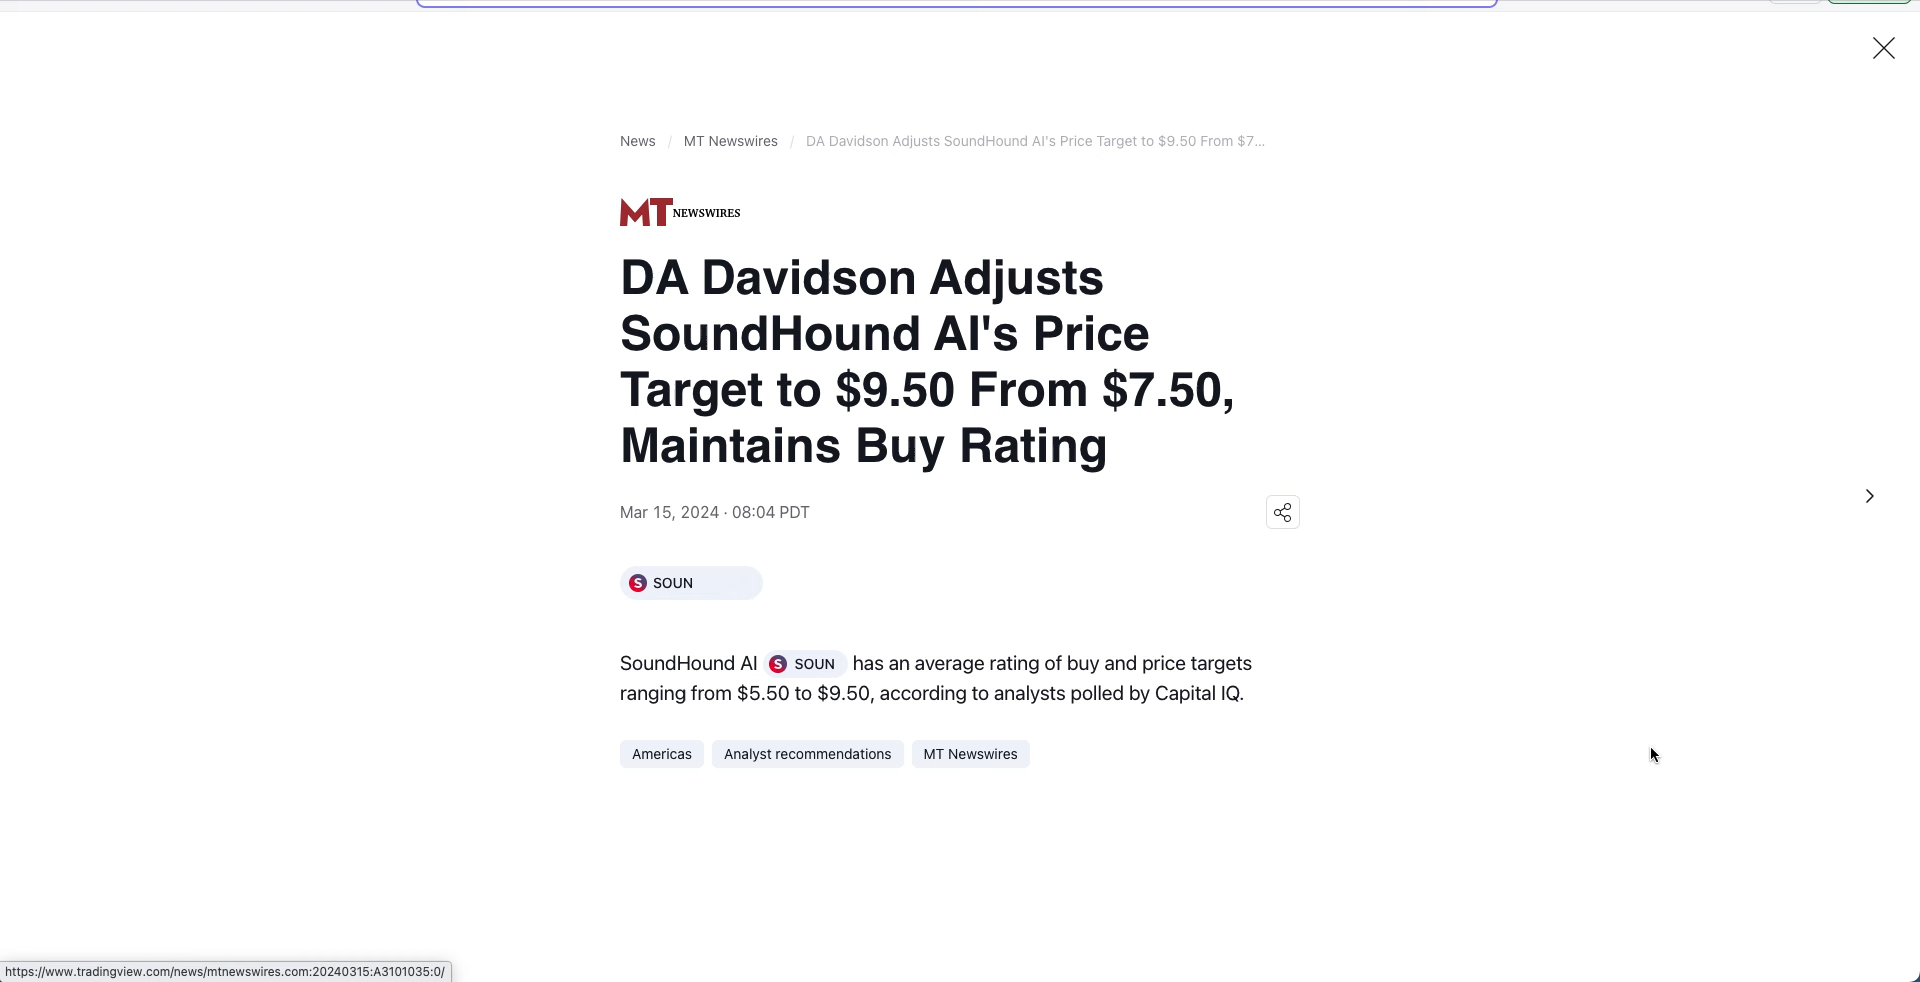 News / MT Newswires / DA Davidson Adjusts SoundHound AI's Price Target to $9.50 From $7...
MT NEWSWIRES
DA Davidson Adjusts
SoundHound AI's Price
Target to $9.50 From $7.50,
Maintains Buy Rating
Mar 15, 2024 · 08:04 PDT
S SOUN
SoundHound AI S SOUN has an average rating of buy and price targets
ranging from $5.50 to $9.50, according to analysts polled by Capital IQ.
Americas Analyst recommendations MT Newswires
https://www.tradingview.com/news/mtnewswires.com:20240315:A3101035:0/